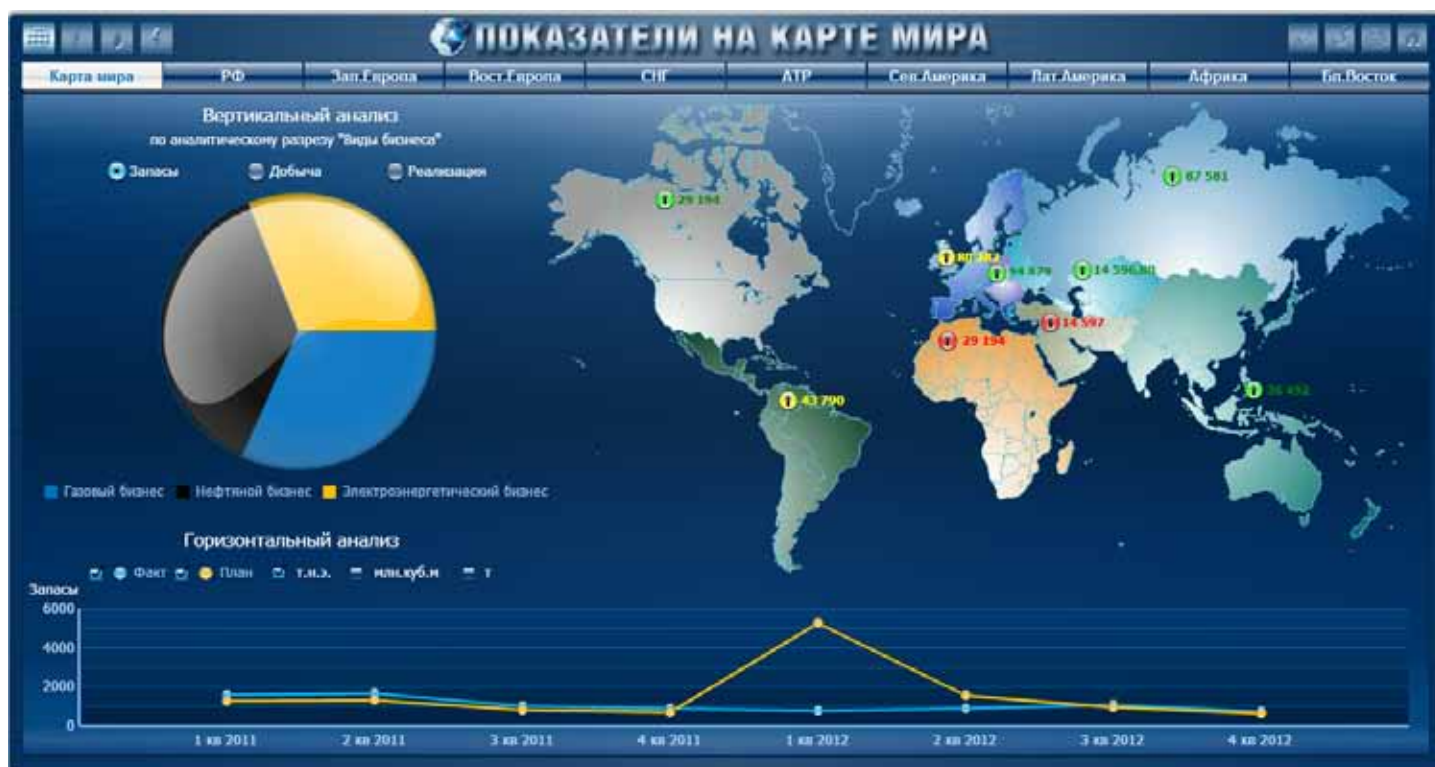 ПОКАЗАТЕЛИ НА КАРТЕ МИРА
Карта мира РФ Зап.Европа Вост.Европа СНГ АТР Сев.Америка Лат.Америка Африка Бл.Восток
Вертикальный анализ
по аналитическому разрезу "Виды бизнеса"
Запасы Добыча Реализация
87 581
29 194
80 282
94 879
14 596,80
14 597
29 194
43 790
Газовый бизнес Нефтяной бизнес Электроэнергетический бизнес
Горизонтальный анализ
Факт План т.н.э. млн.куб.м т
Запасы
6000
4000
2000
0
1 кв 2011 2 кв 2011 3 кв 2011 4 кв 2011 1 кв 2012 2 кв 2012 3 кв 2012 4 кв 2012